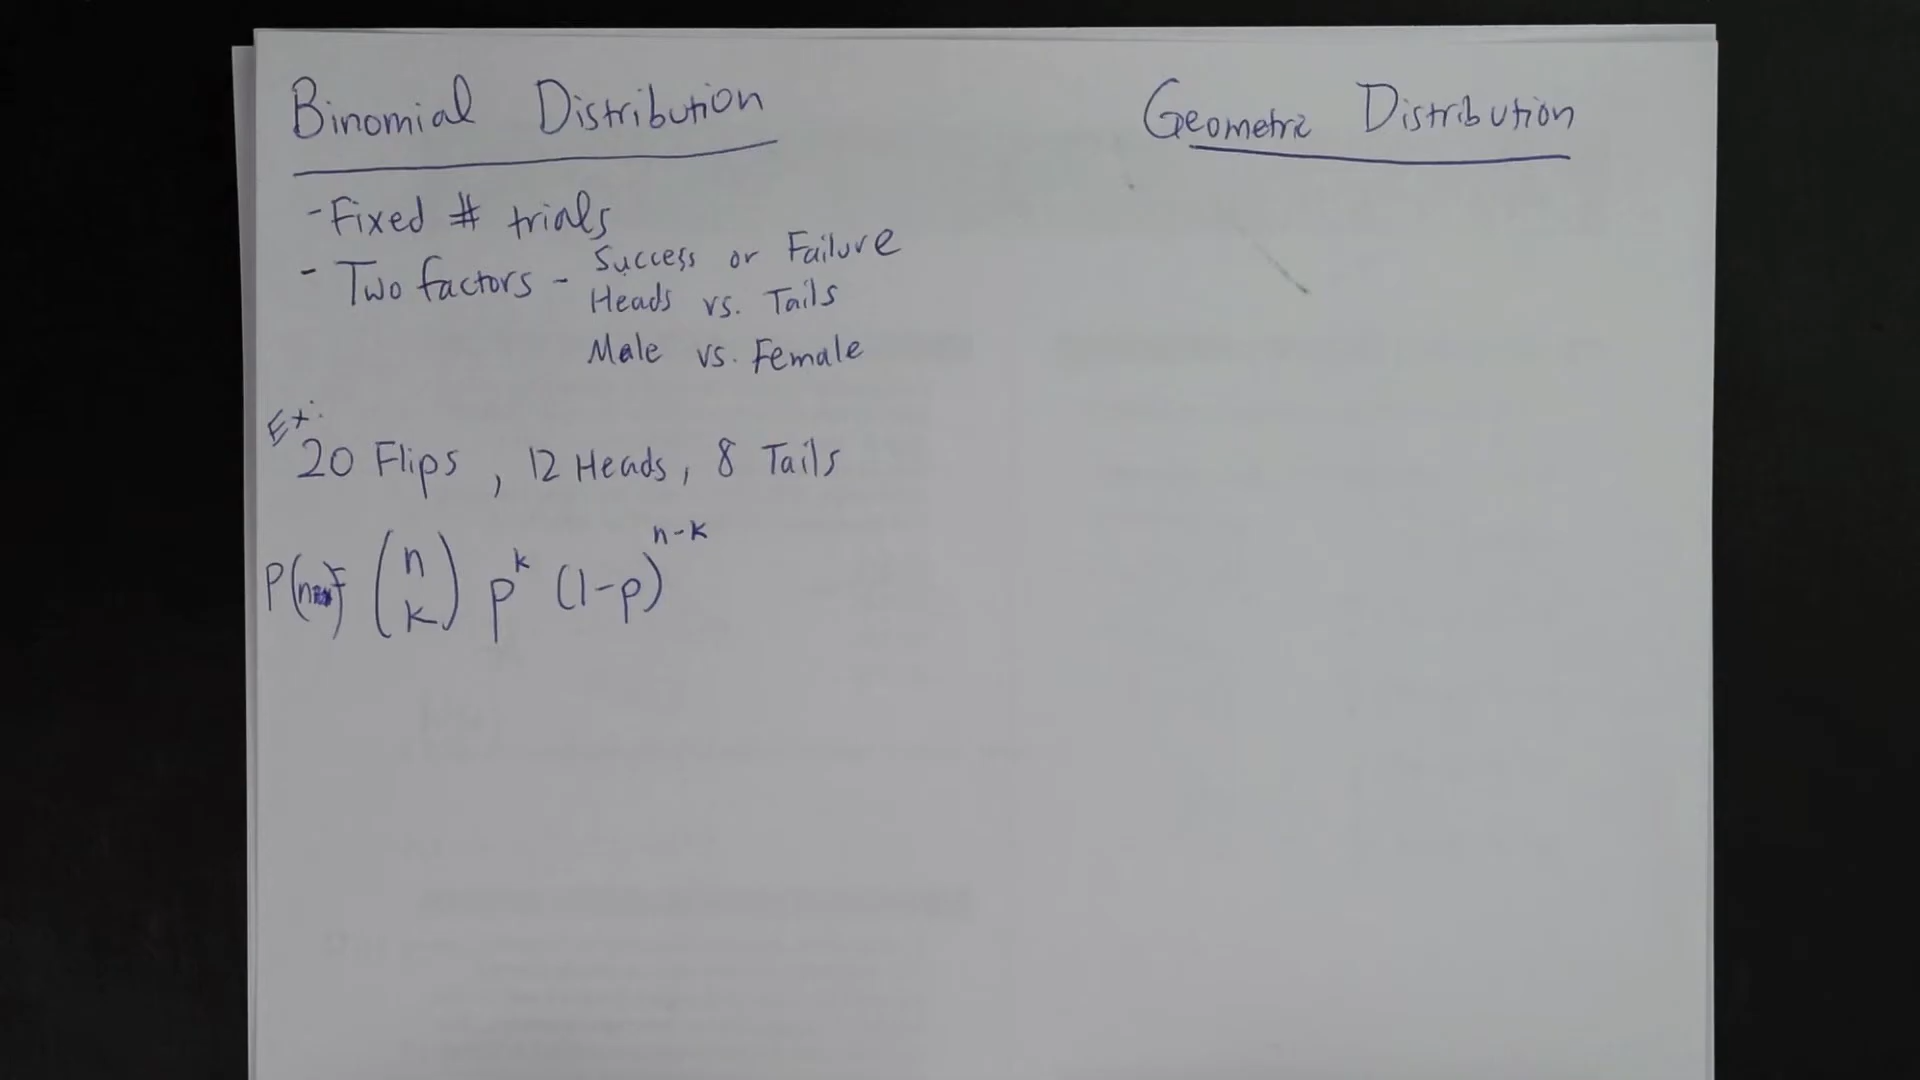 Binomial Distribution
- Fixed # trials
- Two factors - Success or Failure
Heads vs. Tails
Male vs. Female
Ex:
20 Flips, 12 Heads, 8 Tails
P(n)= (n k) p^k (1-p)^n-k
Geometric Distribution